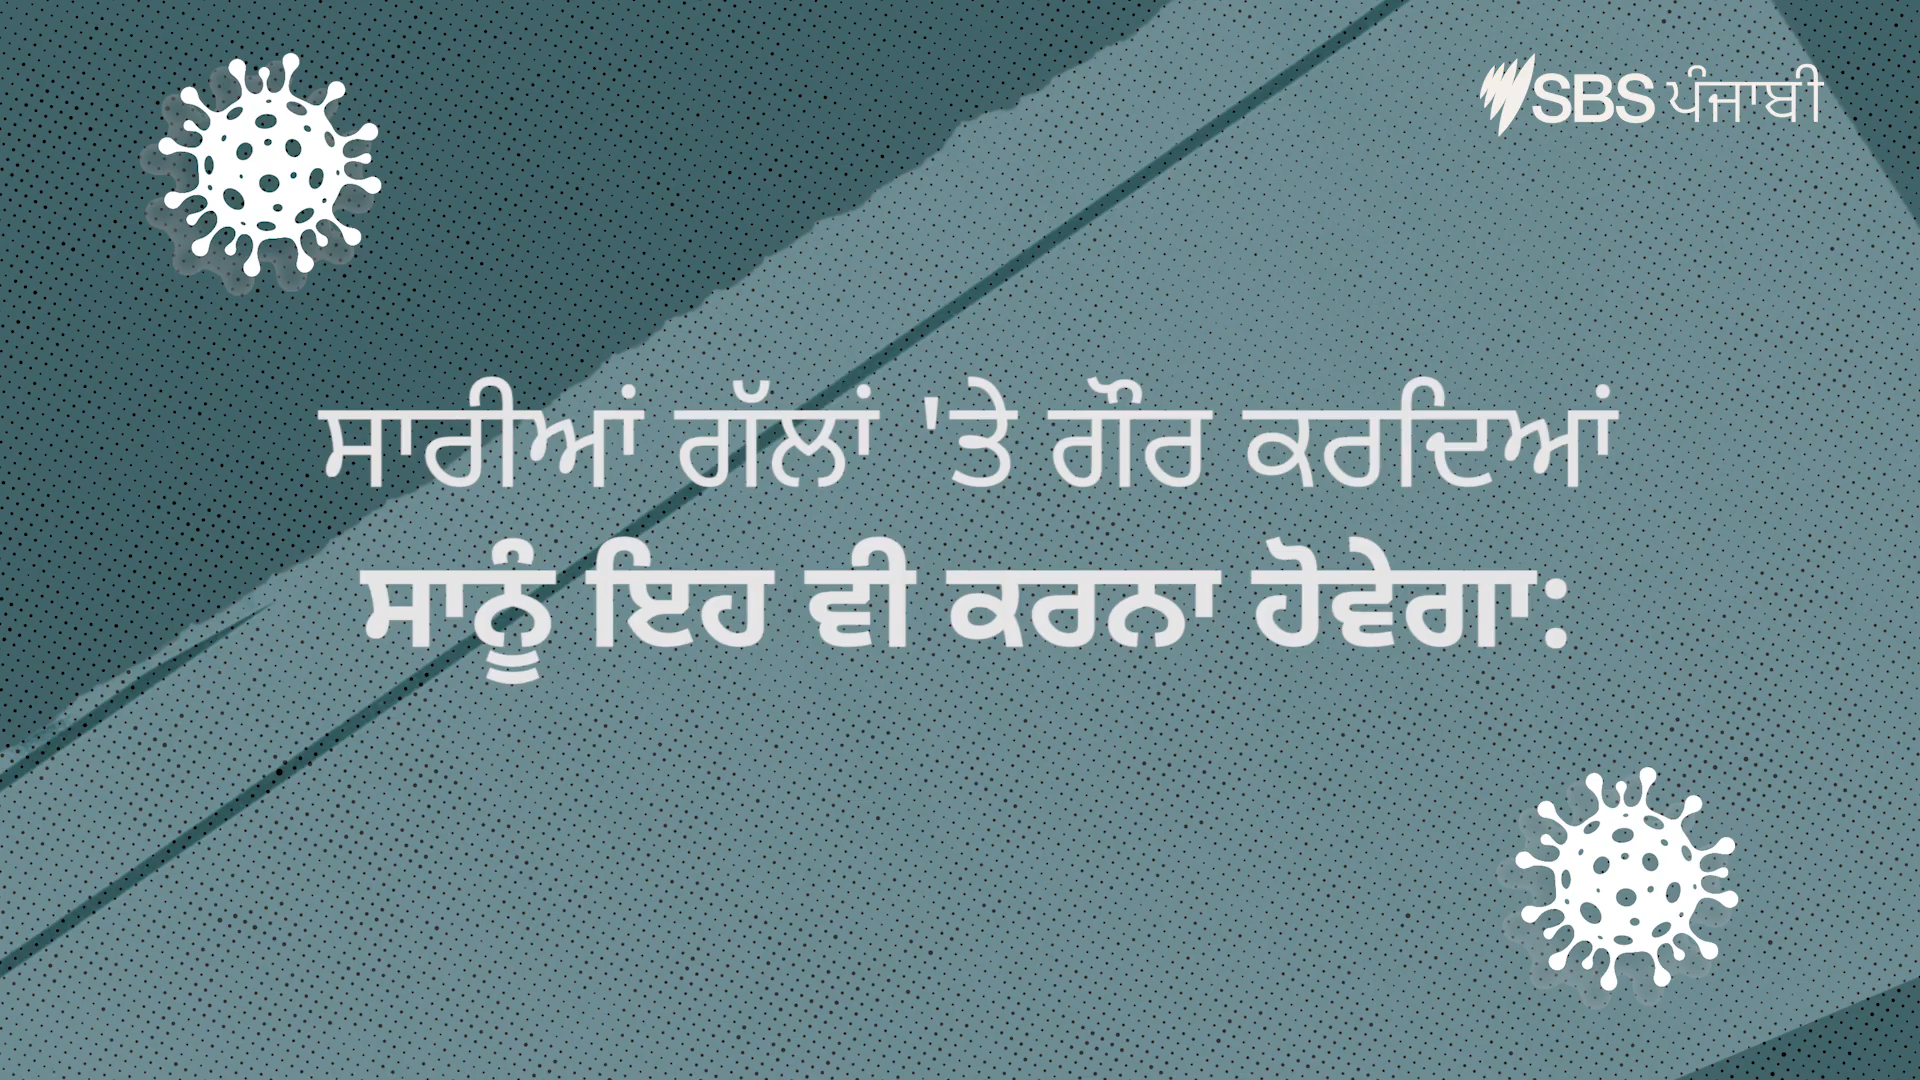 SBS ਪੰਜਾਬੀ
ਸਾਰੀਆਂ ਗੱਲਾਂ 'ਤੇ ਗੌਰ ਕਰਦਿਆਂ
ਸਾਨੂੰ ਇਹ ਵੀ ਕਰਨਾ ਹੋਵੇਗਾ: